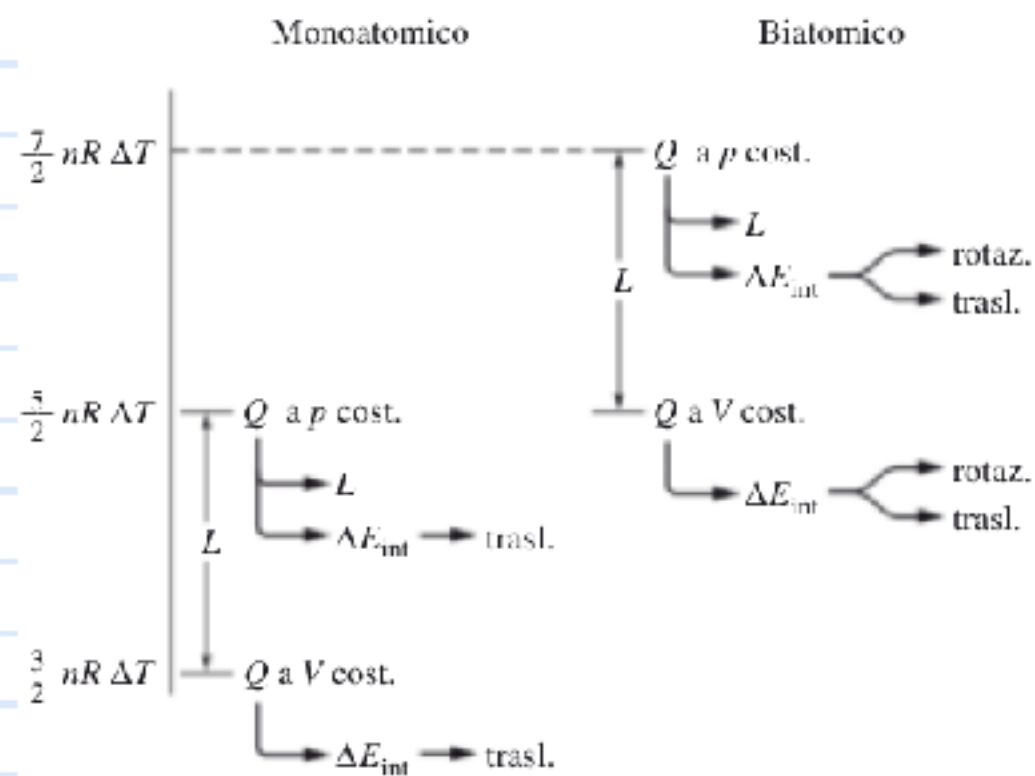 Monoatomico
Biatomico
7/2 nR ΔT
Q a p cost.
L
ΔE_int
rotaz.
trasl.
L
5/2 nR ΔT
Q a p cost.
L
ΔE_int
trasl.
L
Q a V cost.
ΔE_int
rotaz.
trasl.
3/2 nR ΔT
Q a V cost.
ΔE_int
trasl.